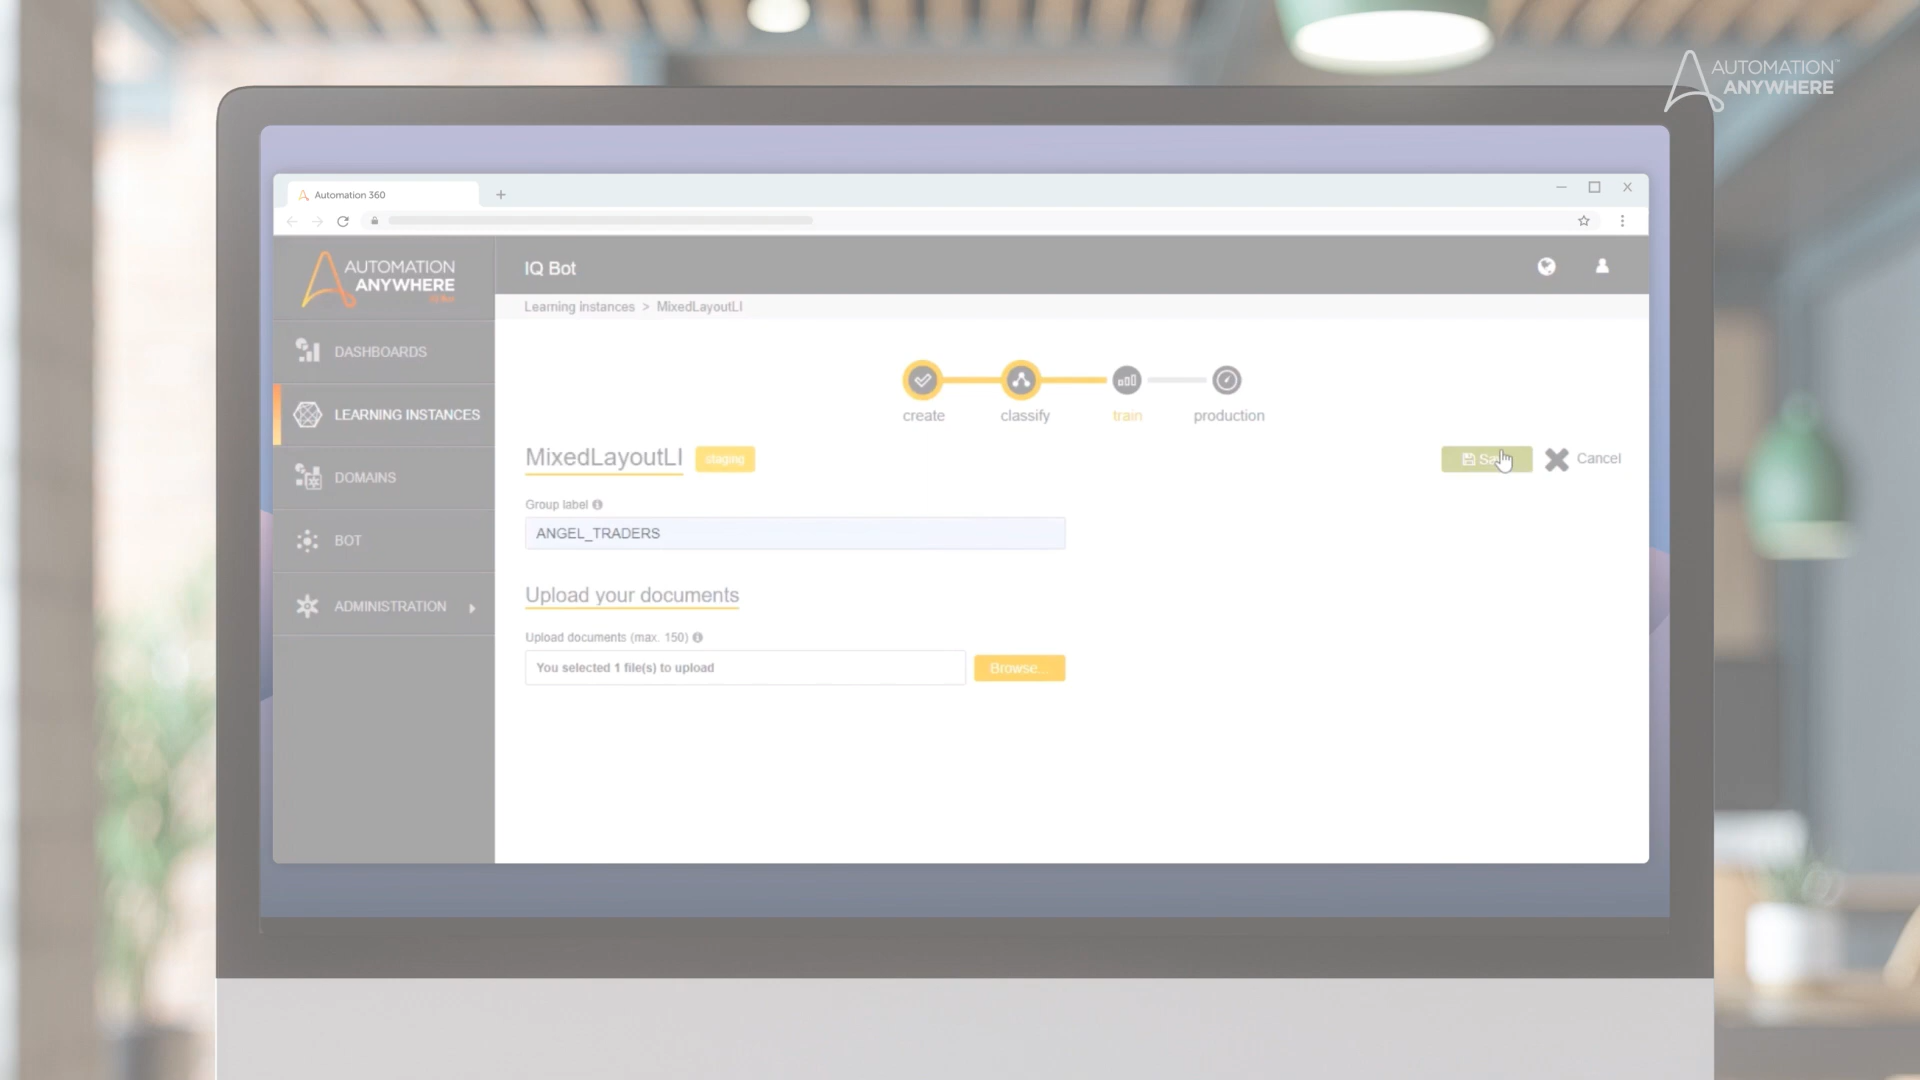 AUTOMATION
ANYWHERE
Automation 360
AUTOMATION
ANYWHERE
IQ Bot
Learning instances > MixedLayoutLI
DASHBOARDS
LEARNING INSTANCES
DOMAINS
BOT
ADMINISTRATION
create
classify
train
production
MixedLayoutLI
staging
Cancel
Group label
ANGEL_TRADERS
Upload your documents
Upload documents (max. 150)
You selected 1 file(s) to upload
Browse...